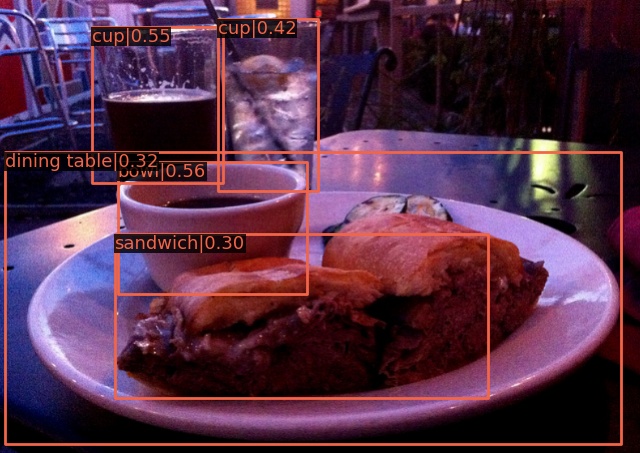 cup|0.55
cup|0.42
dining table|0.32
bowl|0.56
sandwich|0.30